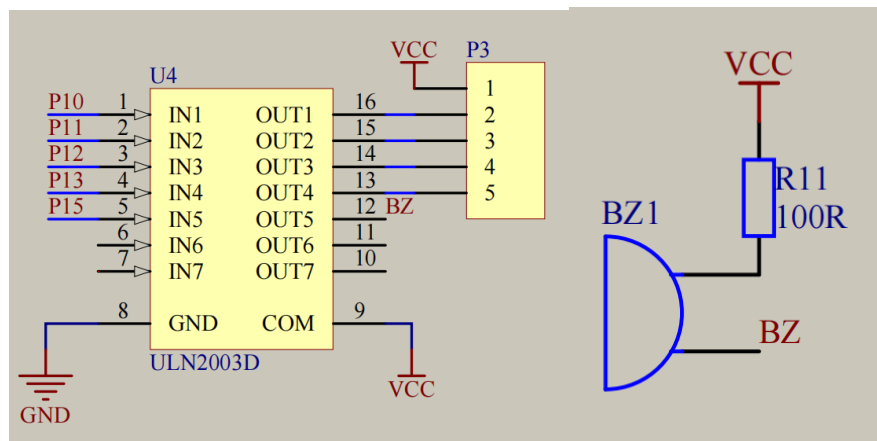 U4
P10 1 IN1 OUT1 16
P11 2 IN2 OUT2 15
P12 3 IN3 OUT3 14
P13 4 IN4 OUT4 13
P15 5 IN5 OUT5 12 BZ
6 IN6 OUT6 11
7 IN7 OUT7 10
8 GND COM 9
ULN2003D
GND
VCC
VCC
P3
1
2
3
4
5
VCC
R11
100R
BZ1
BZ